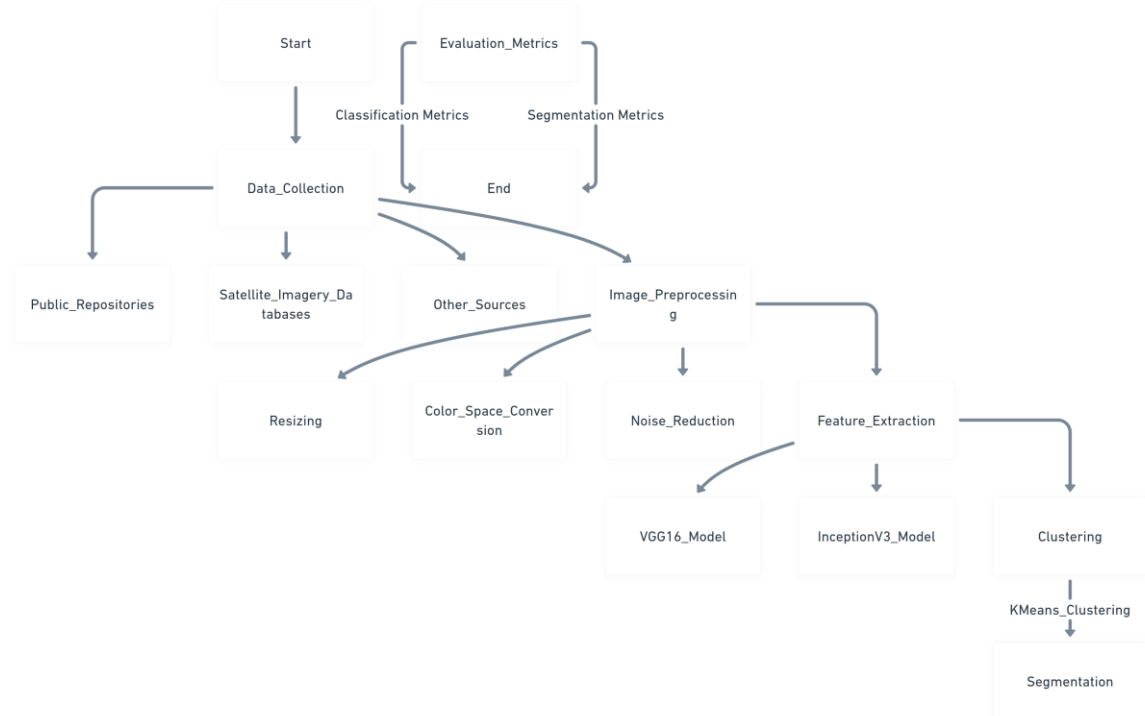 Start
Evaluation_Metrics
Classification Metrics
Segmentation Metrics
Data_Collection
End
Public_Repositories
Satellite_Imagery_Da
tabases
Other_Sources
Image_Preprocessin
g
Resizing
Color_Space_Conver
sion
Noise_Reduction
Feature_Extraction
VGG16_Model
InceptionV3_Model
Clustering
KMeans_Clustering
Segmentation